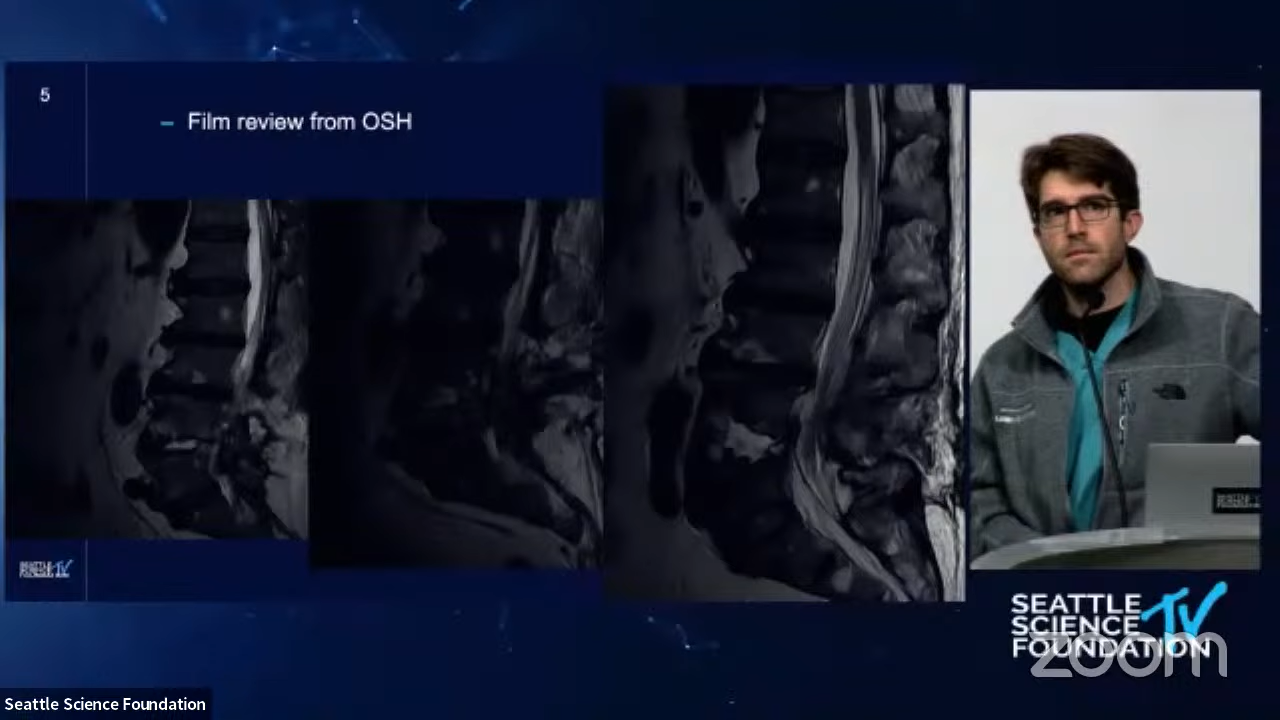 5
– Film review from OSH
SEATTLE
SCIENCE
FOUNDATION TV
zoom
Seattle Science Foundation